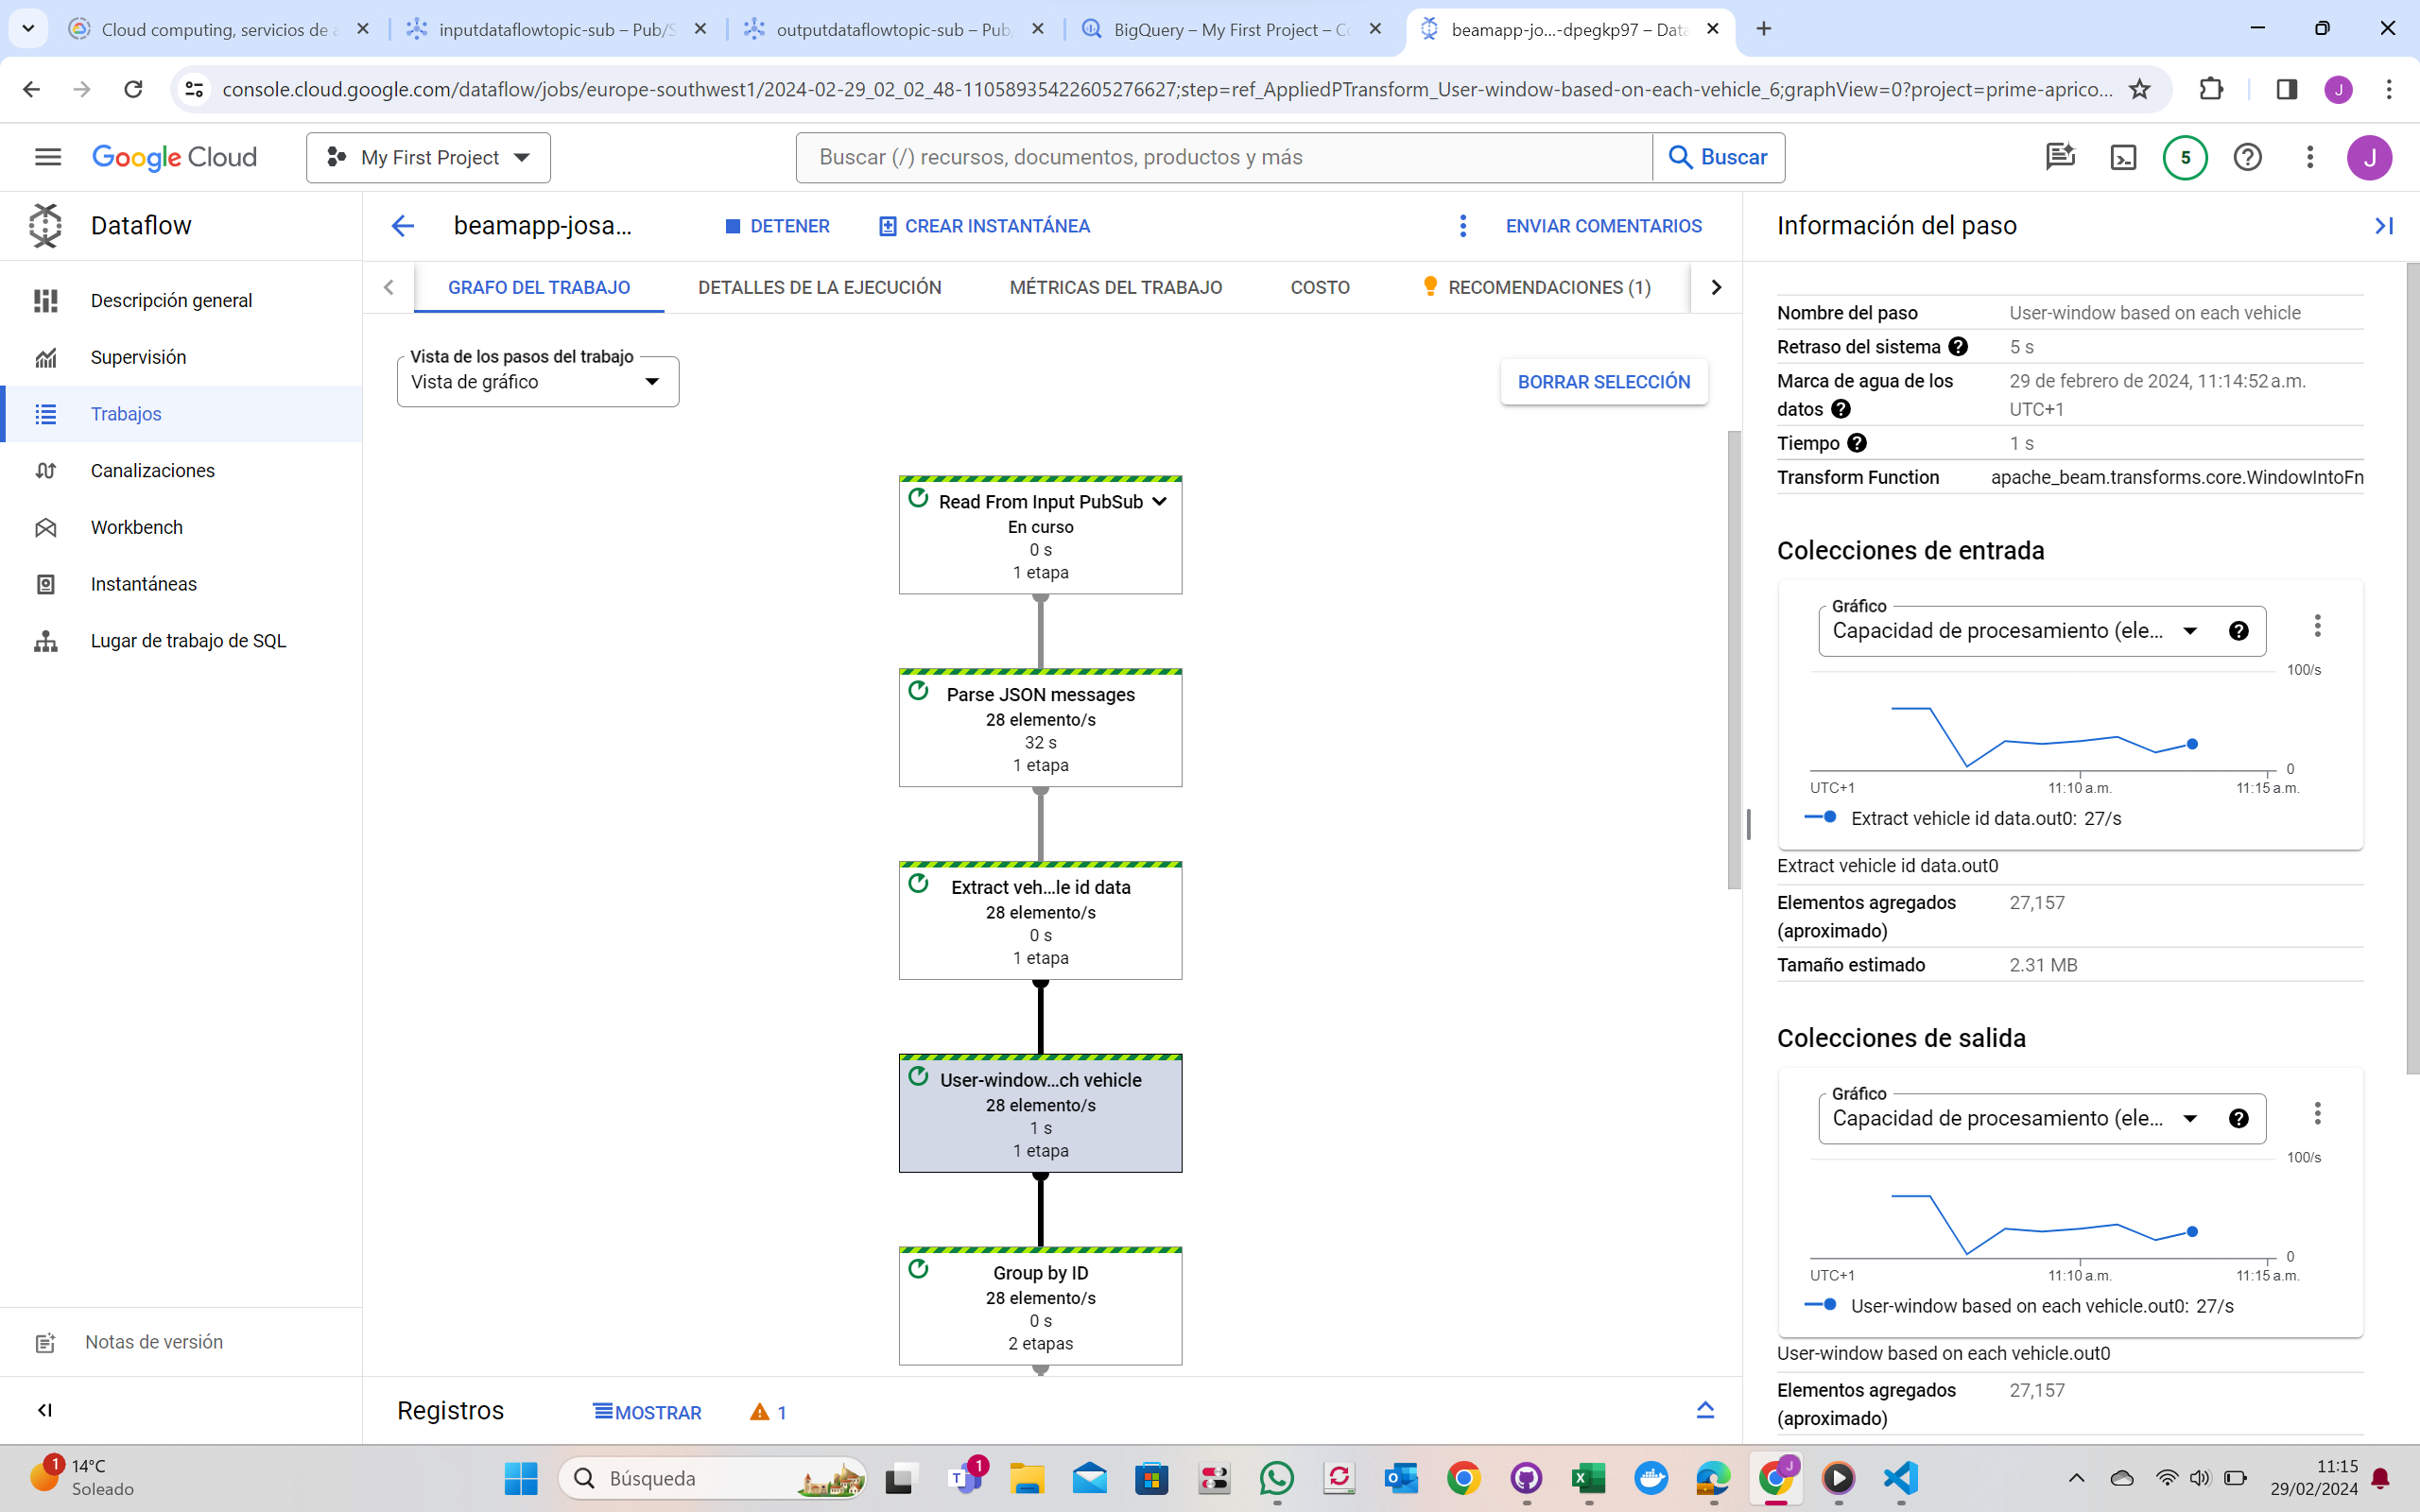 Cloud computing, servicios de a
inputdataflowtopic-sub – Pub/S
outputdataflowtopic-sub – Pub/
BigQuery – My First Project – Co
beamapp-jo...-dpegkp97 – Data
console.cloud.google.com/dataflow/jobs/europe-southwest1/2024-02-29_02_02_48-11058935422605276627;step=ref_AppliedPTransform_User-window-based-on-each-vehicle_6;graphView=0?project=prime-aprico...
J
Google Cloud
My First Project
Buscar (/) recursos, documentos, productos y más
Buscar
5
J
Dataflow
Descripción general
Supervisión
Trabajos
Canalizaciones
Workbench
Instantáneas
Lugar de trabajo de SQL
Notas de versión
beamapp-josa...
DETENER
CREAR INSTANTÁNEA
ENVIAR COMENTARIOS
GRAFO DEL TRABAJO
DETALLES DE LA EJECUCIÓN
MÉTRICAS DEL TRABAJO
COSTO
RECOMENDACIONES (1)
Vista de los pasos del trabajo
Vista de gráfico
BORRAR SELECCIÓN
Read From Input PubSub
En curso
0 s
1 etapa
Parse JSON messages
28 elemento/s
32 s
1 etapa
Extract veh...le id data
28 elemento/s
0 s
1 etapa
User-window...ch vehicle
28 elemento/s
1 s
1 etapa
Group by ID
28 elemento/s
0 s
2 etapas
Registros
MOSTRAR
1
Información del paso
Nombre del paso User-window based on each vehicle
Retraso del sistema 5 s
Marca de agua de los datos 29 de febrero de 2024, 11:14:52 a.m. UTC+1
Tiempo 1 s
Transform Function apache_beam.transforms.core.WindowIntoFn
Colecciones de entrada
Gráfico
Capacidad de procesamiento (ele...
100/s
0
UTC+1 11:10 a.m. 11:15 a.m.
Extract vehicle id data.out0: 27/s
Extract vehicle id data.out0
Elementos agregados (aproximado) 27,157
Tamaño estimado 2.31 MB
Colecciones de salida
Gráfico
Capacidad de procesamiento (ele...
100/s
0
UTC+1 11:10 a.m. 11:15 a.m.
User-window based on each vehicle.out0: 27/s
User-window based on each vehicle.out0
Elementos agregados (aproximado) 27,157
1
14°C
Soleado
Búsqueda
1
11:15
29/02/2024